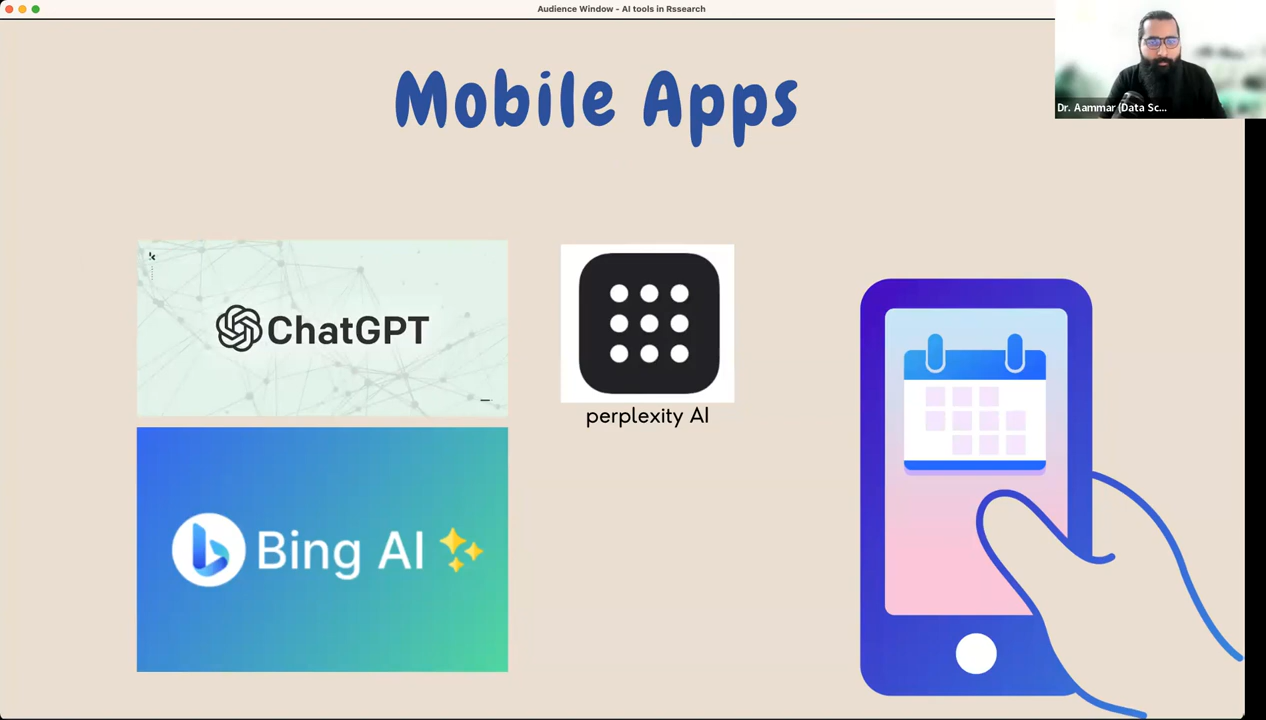 Audience Window - AI tools in Rssearch
Dr. Aammar (Data Sc...
Mobile Apps
ChatGPT
perplexity AI
Bing AI